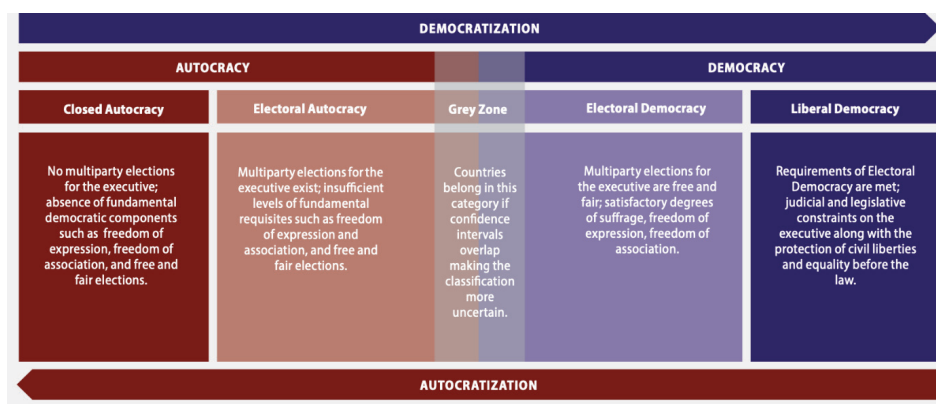 DEMOCRATIZATION
AUTOCRACY
DEMOCRACY
Closed Autocracy
Electoral Autocracy
Grey Zone
Electoral Democracy
Liberal Democracy
No multiparty elections
for the executive;
absence of fundamental
democratic components
such as freedom of
expression, freedom of
association, and free and
fair elections.
Multiparty elections for the
executive exist; insufficient
levels of fundamental
requisites such as freedom
of expression and
association, and free and
fair elections.
Countries
belong in this
category if
confidence
intervals
overlap
making the
classification
more
uncertain.
Multiparty elections for
the executive are free and
fair; satisfactory degrees
of suffrage, freedom of
expression, freedom of
association.
Requirements of Electoral
Democracy are met;
judicial and legislative
constraints on the
executive along with the
protection of civil liberties
and equality before the
law.
AUTOCRATIZATION